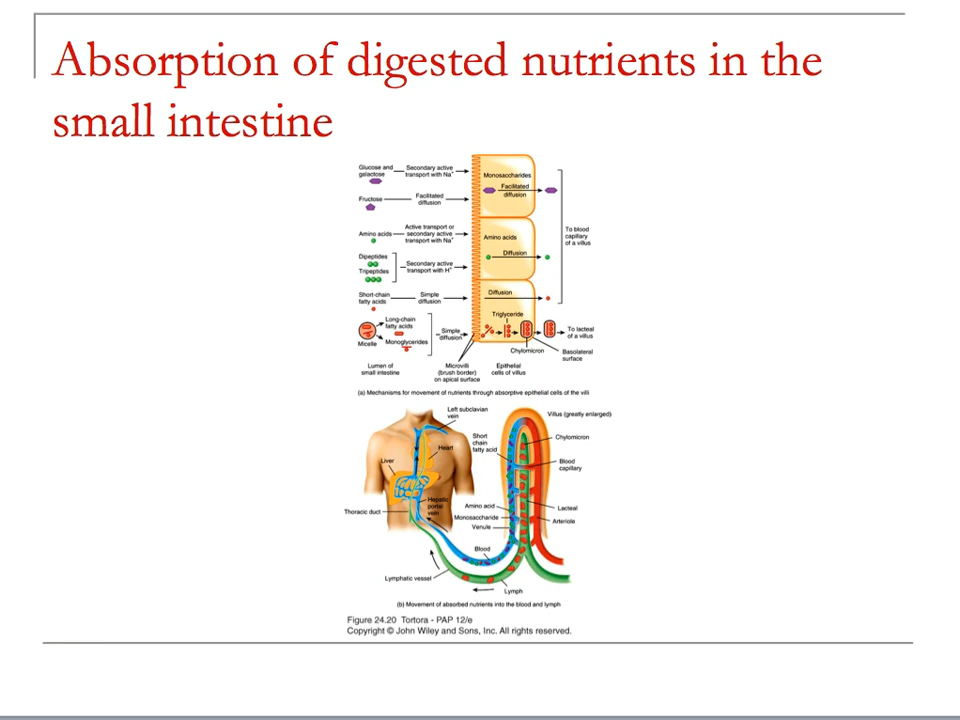 Absorption of digested nutrients in the
small intestine
Glucose and
galactose
Secondary active
transport with Na+
Monosaccharides
Facilitated
diffusion
Fructose
Facilitated
diffusion
Amino acids
Active transport or
secondary active
transport with Na+
Amino acids
Diffusion
To blood
capillary
of a villus
Dipeptides
Tripeptides
Secondary active
transport with H+
Short-chain
fatty acids
Simple
diffusion
Diffusion
Triglyceride
Long-chain
fatty acids
Micelle
Monoglycerides
Simple
diffusion
To lacteal
of a villus
Chylomicron
Basolateral
surface
Lumen of
small intestine
Microvilli
(brush border)
on apical surface
Epithelial
cells of villus
(a) Mechanisms for movement of nutrients through absorptive epithelial cells of the villi
Left subclavian
vein
Villus (greatly enlarged)
Short
chain
fatty acid
Chylomicron
Heart
Liver
Blood
capillary
Hepatic
portal
vein
Thoracic duct
Amino acid
Monosaccharide
Venule
Lacteal
Arteriole
Blood
Lymphatic vessel
Lymph
(b) Movement of absorbed nutrients into the blood and lymph
Figure 24.20 Tortora - PAP 12/e
Copyright © John Wiley and Sons, Inc. All rights reserved.